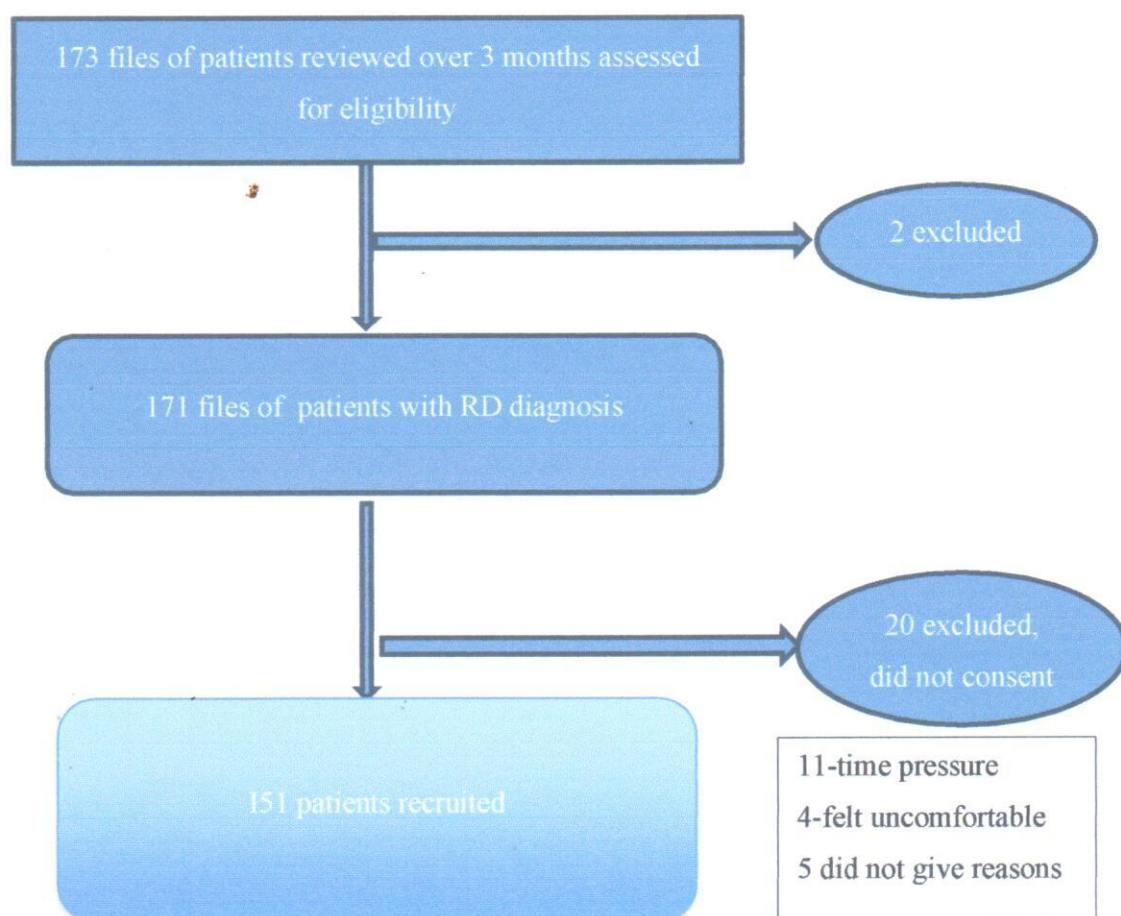 173 files of patients reviewed over 3 months assessed
for eligibility
2 excluded
171 files of patients with RD diagnosis
20 excluded,
did not consent
151 patients recruited
11-time pressure
4-felt uncomfortable
5 did not give reasons